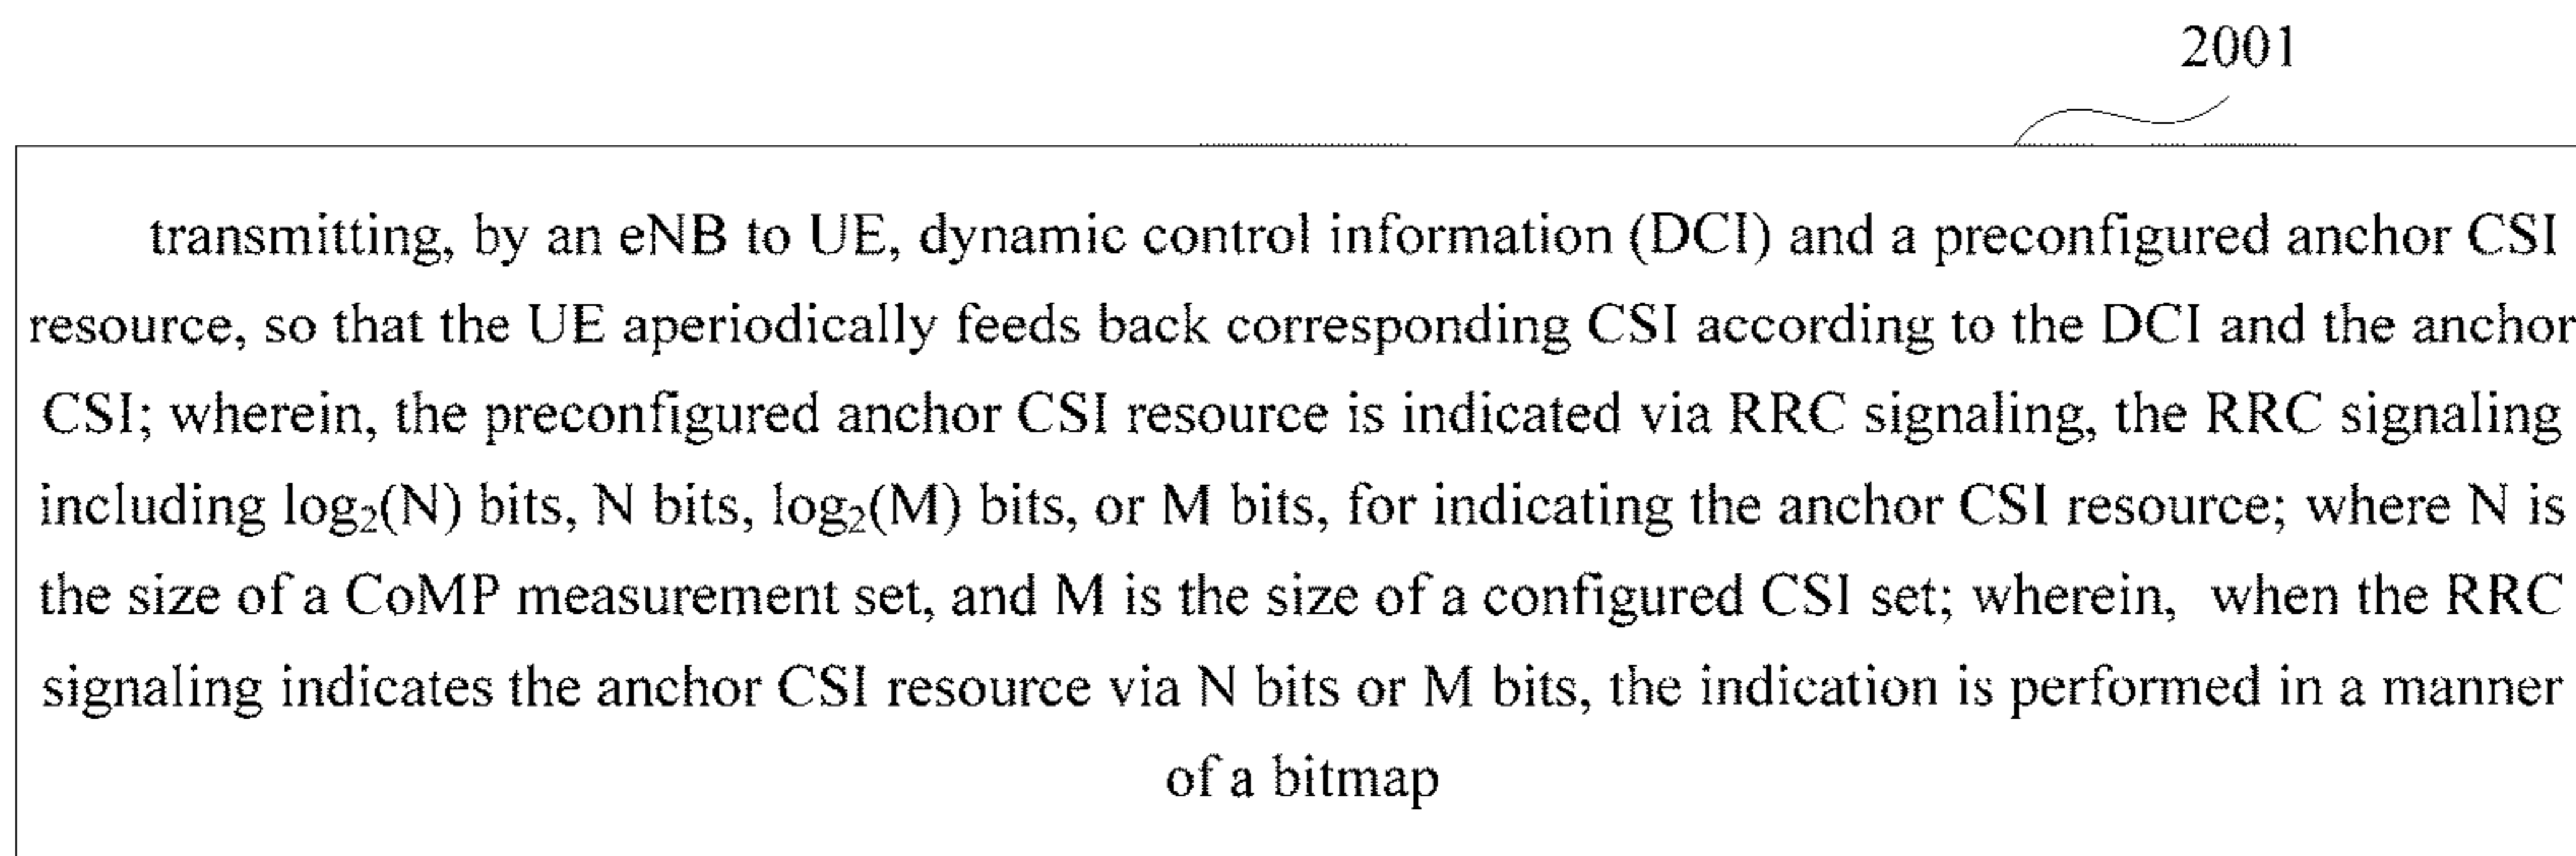 2001
transmitting, by an eNB to UE, dynamic control information (DCI) and a preconfigured anchor CSI
resource, so that the UE aperiodically feeds back corresponding CSI according to the DCI and the anchor
CSI; wherein, the preconfigured anchor CSI resource is indicated via RRC signaling, the RRC signaling
including log₂(N) bits, N bits, log₂(M) bits, or M bits, for indicating the anchor CSI resource; where N is
the size of a CoMP measurement set, and M is the size of a configured CSI set; wherein, when the RRC
signaling indicates the anchor CSI resource via N bits or M bits, the indication is performed in a manner
of a bitmap